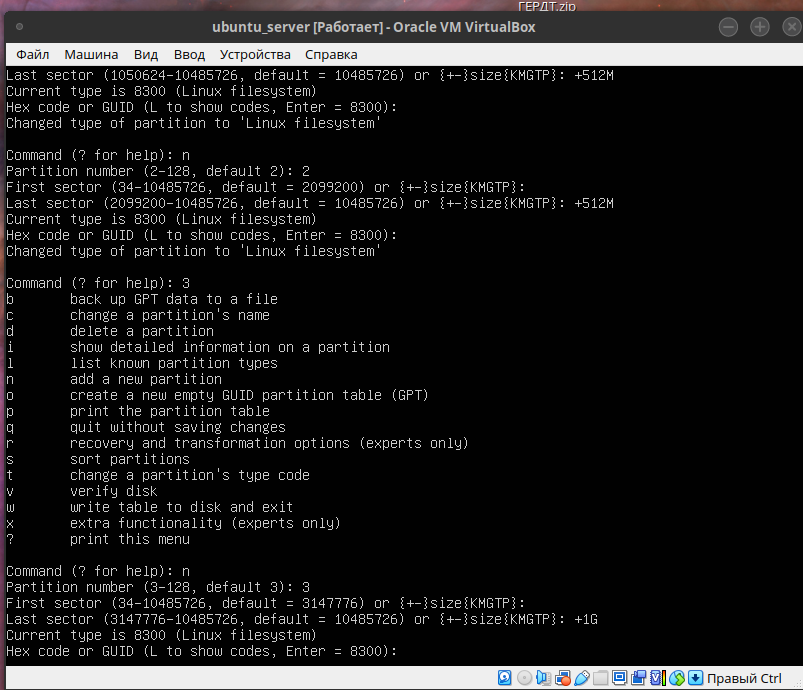 ГЕРДТ.zip
ubuntu_server [Работает] - Oracle VM VirtualBox
Файл Машина Вид Ввод Устройства Справка
Last sector (1050624-10485726, default = 10485726) or {+-}size{KMGTP}: +512M
Current type is 8300 (Linux filesystem)
Hex code or GUID (L to show codes, Enter = 8300):
Changed type of partition to 'Linux filesystem'
Command (? for help): n
Partition number (2-128, default 2): 2
First sector (34-10485726, default = 2099200) or {+-}size{KMGTP}:
Last sector (2099200-10485726, default = 10485726) or {+-}size{KMGTP}: +512M
Current type is 8300 (Linux filesystem)
Hex code or GUID (L to show codes, Enter = 8300):
Changed type of partition to 'Linux filesystem'
Command (? for help): 3
b back up GPT data to a file
c change a partition's name
d delete a partition
i show detailed information on a partition
l list known partition types
n add a new partition
o create a new empty GUID partition table (GPT)
p print the partition table
q quit without saving changes
r recovery and transformation options (experts only)
s sort partitions
t change a partition's type code
v verify disk
w write table to disk and exit
x extra functionality (experts only)
? print this menu
Command (? for help): n
Partition number (3-128, default 3): 3
First sector (34-10485726, default = 3147776) or {+-}size{KMGTP}:
Last sector (3147776-10485726, default = 10485726) or {+-}size{KMGTP}: +1G
Current type is 8300 (Linux filesystem)
Hex code or GUID (L to show codes, Enter = 8300):
Правый Ctrl